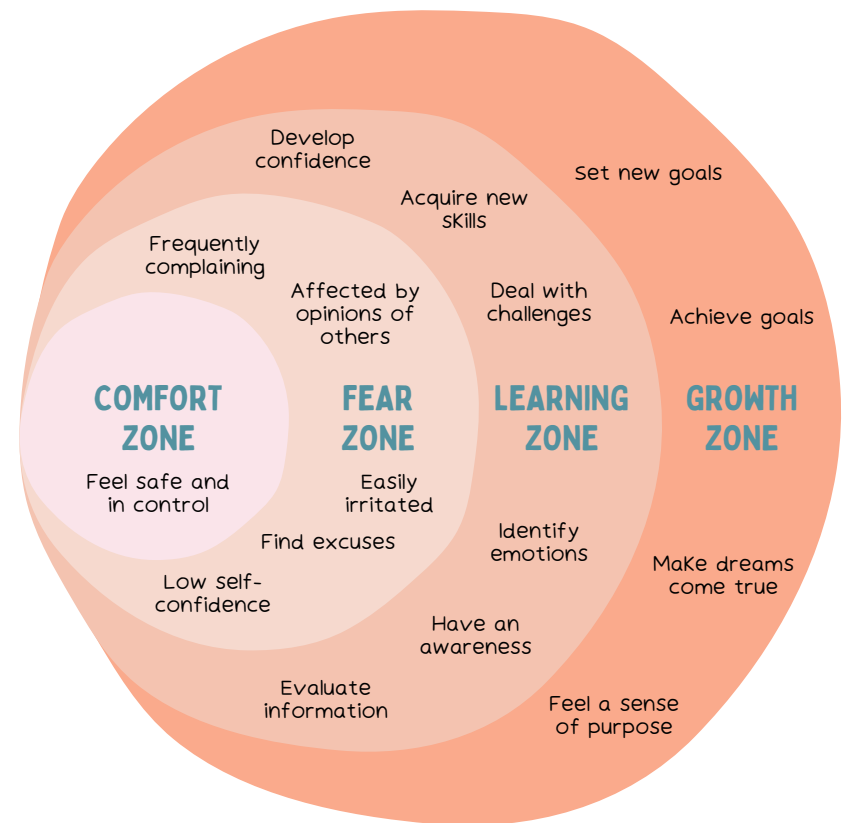 COMFORT
ZONE
Feel safe and
in control
FEAR
ZONE
Frequently
complaining
Affected by
opinions of
others
Easily
irritated
Find excuses
Low self-
confidence
LEARNING
ZONE
Develop
confidence
Acquire new
skills
Deal with
challenges
Identify
emotions
Have an
awareness
Evaluate
information
GROWTH
ZONE
Set new goals
Achieve goals
Make dreams
come true
Feel a sense
of purpose